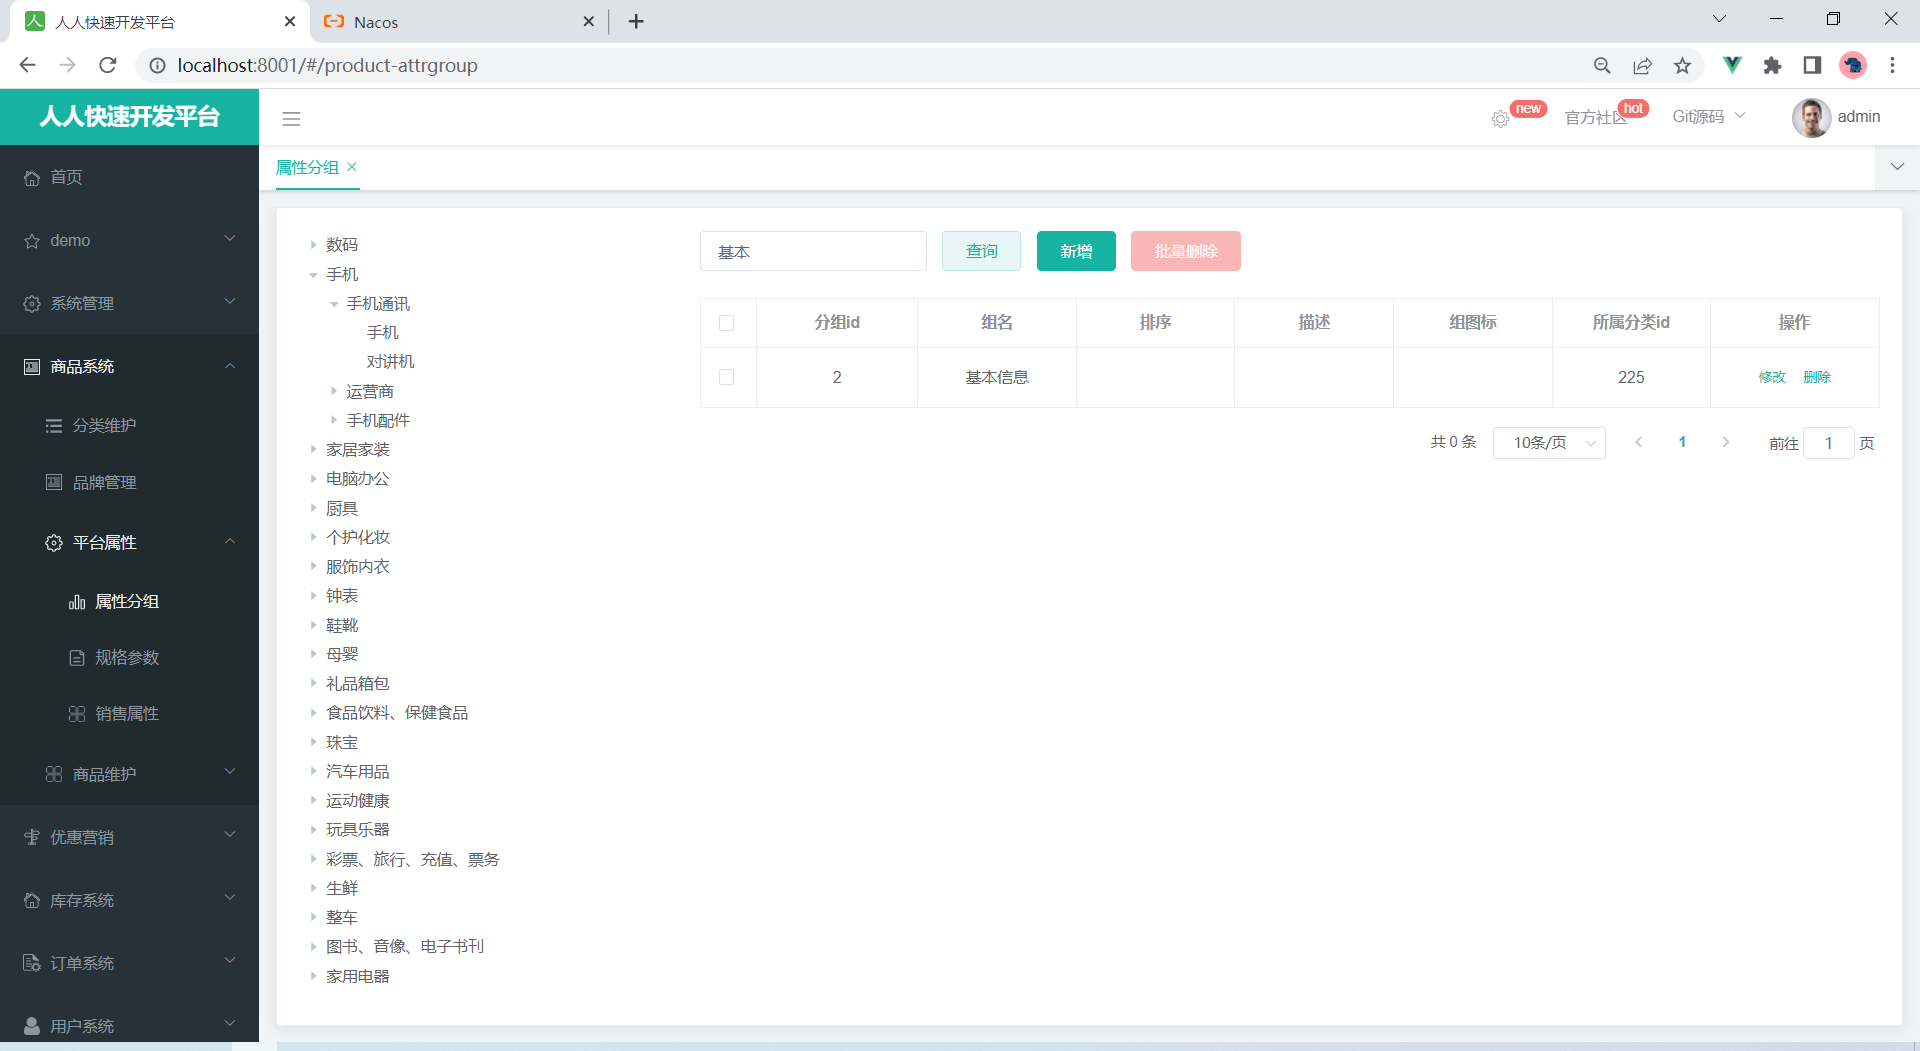 人人快速开发平台
Nacos
localhost:8001/#/product-attrgroup
人人快速开发平台
new
官方社区
hot
Git源码
admin
首页
demo
系统管理
商品系统
分类维护
品牌管理
平台属性
属性分组
规格参数
销售属性
商品维护
优惠营销
库存系统
订单系统
用户系统
属性分组
数码
手机
手机通讯
手机
对讲机
运营商
手机配件
家居家装
电脑办公
厨具
个护化妆
服饰内衣
钟表
鞋靴
母婴
礼品箱包
食品饮料、保健食品
珠宝
汽车用品
运动健康
玩具乐器
彩票、旅行、充值、票务
生鲜
整车
图书、音像、电子书刊
家用电器
基本 查询 新增 批量删除
分组id 组名 排序 描述 组图标 所属分类id 操作
2 基本信息 225 修改 删除
共 0 条 10条/页 1 前往 1 页